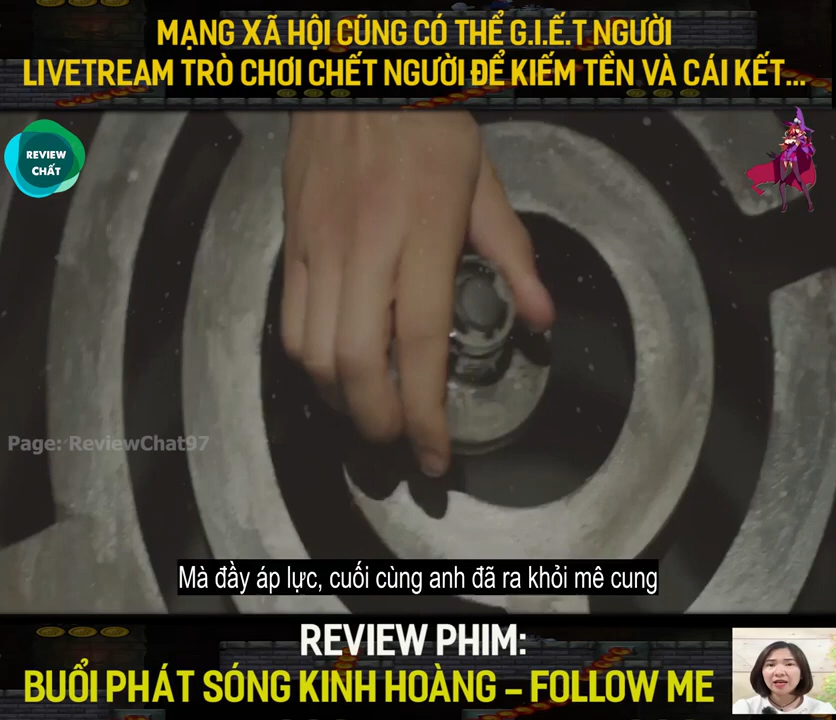 MẠNG XÃ HỘI CŨNG CÓ THỂ G.I.Ế.T NGƯỜI
LIVETREAM TRÒ CHƠI CHẾT NGƯỜI ĐỂ KIẾM TỀN VÀ CÁI KẾT...
REVIEW
CHẤT
Page: ReviewChat97
Mà đầy áp lực, cuối cùng anh đã ra khỏi mê cung
REVIEW PHIM:
BUỔI PHÁT SÓNG KINH HOÀNG – FOLLOW ME